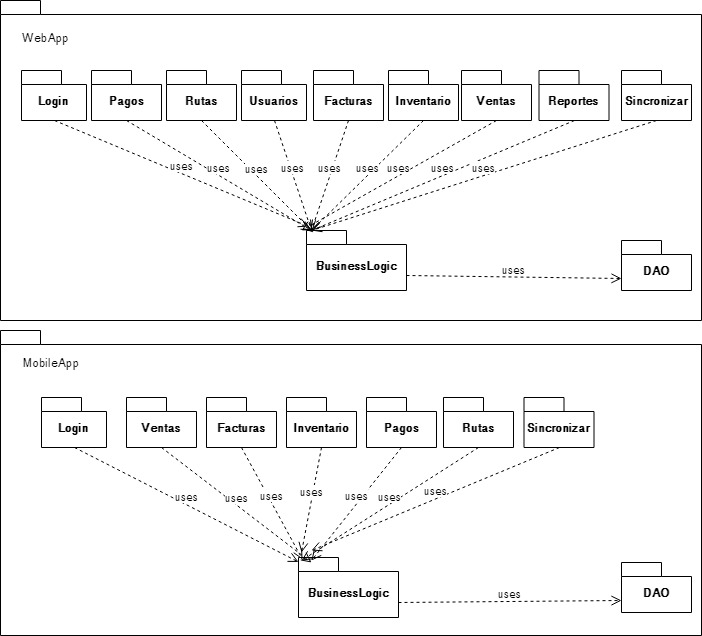 WebApp
Login Pagos Rutas Usuarios Facturas Inventario Ventas Reportes Sincronizar
uses uses uses uses uses uses uses uses uses
BusinessLogic
uses
DAO
MobileApp
Login Ventas Facturas Inventario Pagos Rutas Sincronizar
uses uses uses uses uses uses uses
BusinessLogic
uses
DAO